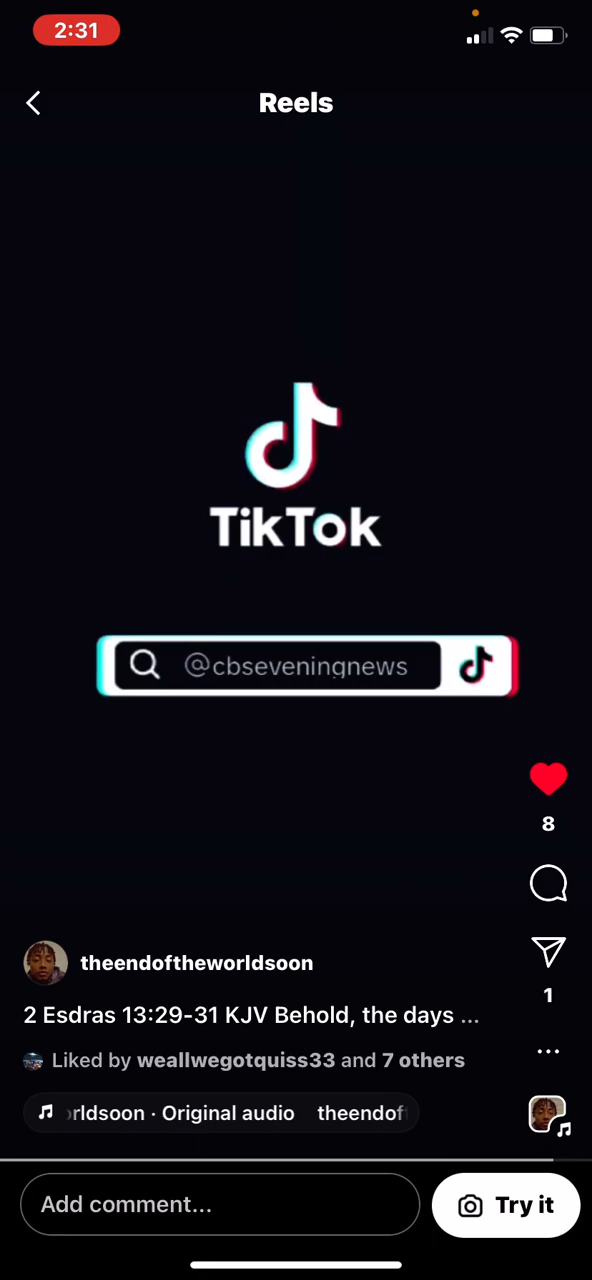 2:31
Reels
TikTok
@cbseveningnews
8
1
theendoftheworldsoon
2 Esdras 13:29-31 KJV Behold, the days ...
Liked by weallwegotquiss33 and 7 others
rldsoon · Original audio theendof
Add comment...
Try it